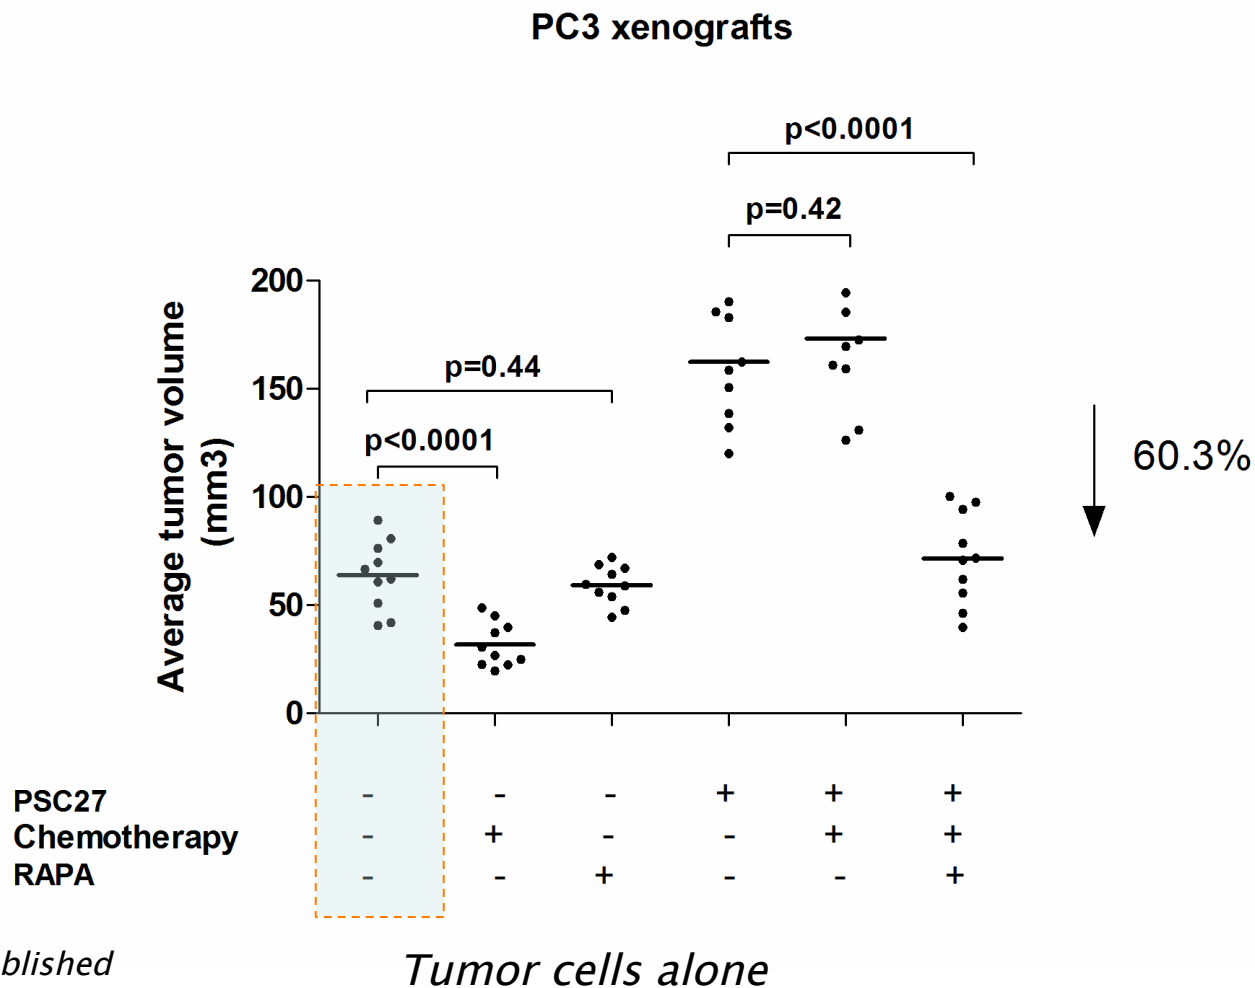 PC3 xenografts
p<0.0001
p=0.42
200
p=0.44
150
p<0.0001
60.3%
100
50
0
Average tumor volume
(mm3)
PSC27 - - - + + +
Chemotherapy - + - - + +
RAPA - - + - - +
blished
Tumor cells alone